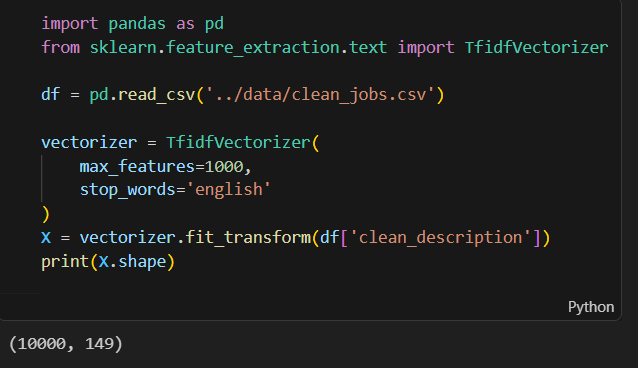 import pandas as pd
from sklearn.feature_extraction.text import TfidfVectorizer
df = pd.read_csv('../data/clean_jobs.csv')
vectorizer = TfidfVectorizer(
    max_features=1000,
    stop_words='english'
)
X = vectorizer.fit_transform(df['clean_description'])
print(X.shape)
Python
(10000, 149)